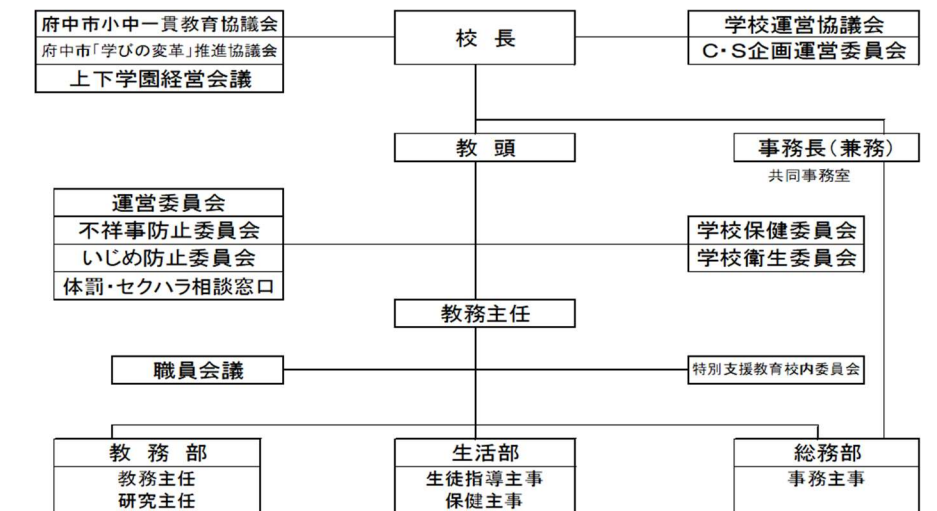 府中市小中一貫教育協議会
府中市「学びの変革」推進協議会
上下学園経営会議
校 長
学校運営協議会
C・S企画運営委員会
教 頭
事務長(兼務)
共同事務室
運営委員会
不祥事防止委員会
いじめ防止委員会
体罰・セクハラ相談窓口
学校保健委員会
学校衛生委員会
教務主任
職員会議
特別支援教育校内委員会
教 務 部
教務主任
研究主任
生活部
生徒指導主事
保健主事
総務部
事務主事